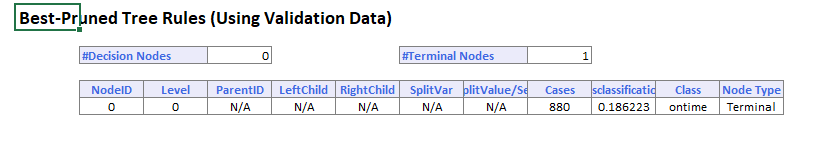 Best-Pruned Tree Rules (Using Validation Data)
#Decision Nodes 0 #Terminal Nodes 1
NodeID Level ParentID LeftChild RightChild SplitVar plitValue/Se Cases sclassificatio Class Node Type
0 0 N/A N/A N/A N/A N/A 880 0.186223 ontime Terminal